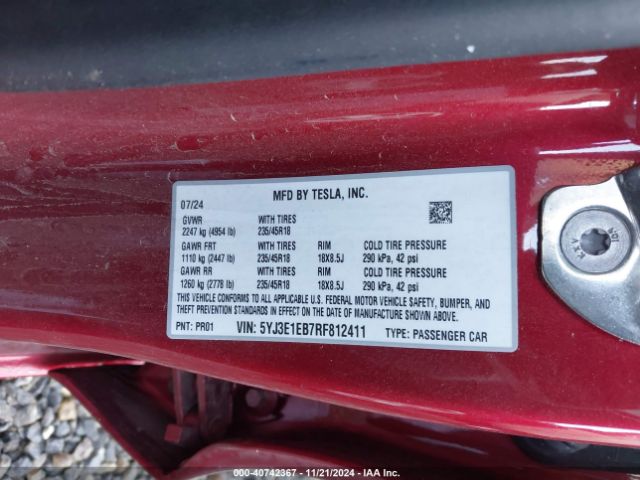 MFD BY TESLA, INC.
07/24
GVWR WITH TIRES
2247 kg (4954 lb) 235/45R18
GAWR FRT WITH TIRES RIM COLD TIRE PRESSURE
1110 kg (2447 lb) 235/45R18 18X8.5J 290 kPa, 42 psi
GAWR RR WITH TIRES RIM COLD TIRE PRESSURE
1260 kg (2778 lb) 235/45R18 18X8.5J 290 kPa, 42 psi
THIS VEHICLE CONFORMS TO ALL U.S. FEDERAL MOTOR VEHICLE SAFETY, BUMPER, AND
THEFT PREVENTION STANDARDS IN EFFECT ON THE DATE OF MANUFACTURE SHOWN ABOVE.
PNT: PR01 VIN: 5YJ3E1EB7RF812411 TYPE: PASSENGER CAR
000-40742367 - 11/21/2024 - IAA Inc.